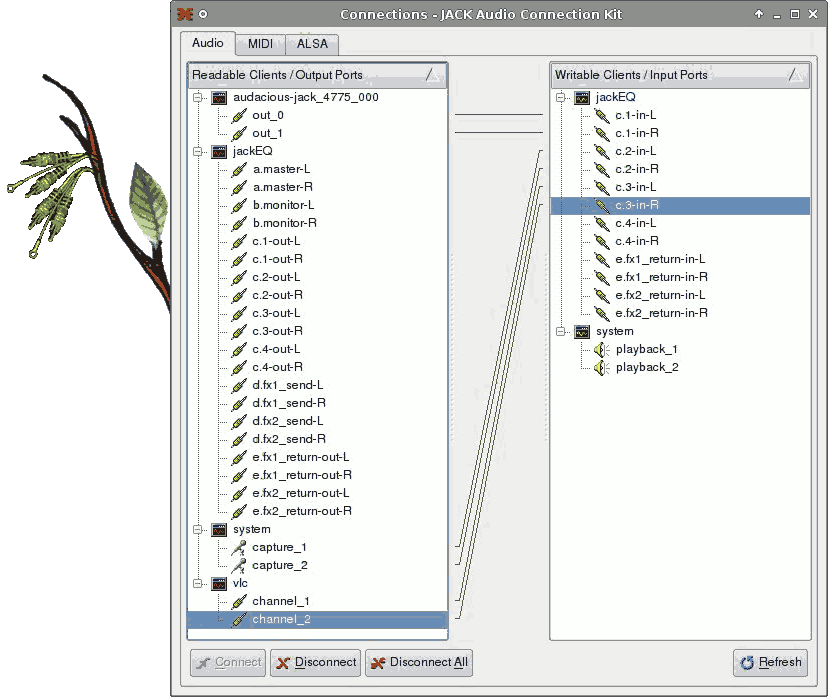 Connections - JACK Audio Connection Kit
Audio
MIDI
ALSA
Readable Clients / Output Ports
audacious-jack_4775_000
out_0
out_1
jackEQ
a.master-L
a.master-R
b.monitor-L
b.monitor-R
c.1-out-L
c.1-out-R
c.2-out-L
c.2-out-R
c.3-out-L
c.3-out-R
c.4-out-L
c.4-out-R
d.fx1_send-L
d.fx1_send-R
d.fx2_send-L
d.fx2_send-R
e.fx1_return-out-L
e.fx1_return-out-R
e.fx2_return-out-L
e.fx2_return-out-R
system
capture_1
capture_2
vlc
channel_1
channel_2
Writable Clients / Input Ports
jackEQ
c.1-in-L
c.1-in-R
c.2-in-L
c.2-in-R
c.3-in-L
c.3-in-R
c.4-in-L
c.4-in-R
e.fx1_return-in-L
e.fx1_return-in-R
e.fx2_return-in-L
e.fx2_return-in-R
system
playback_1
playback_2
Connect
Disconnect
Disconnect All
Refresh